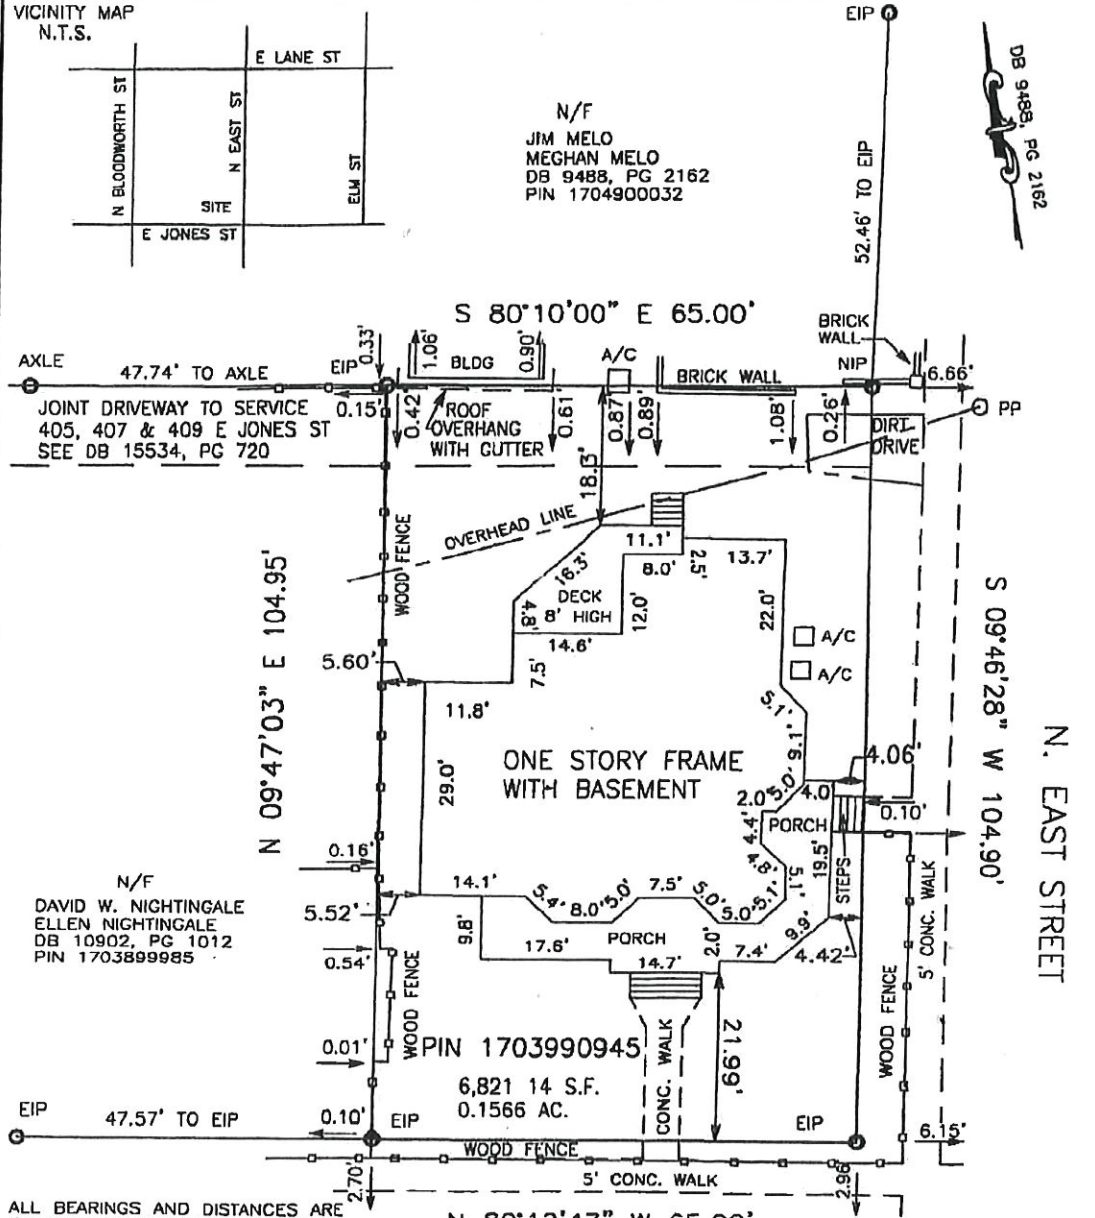 VICINITY MAP
N.T.S.
E LANE ST
N BLOODWORTH ST
N EAST ST
ELM ST
SITE
E JONES ST
N/F
JIM MELO
MEGHAN MELO
DB 9488, PG 2162
PIN 1704900032
EIP
52.46' TO EIP
DB 9488, PG 2162
S 80°10'00" E 65.00'
AXLE
47.74' TO AXLE
EIP
0.33'
1.06'
BLDG
0.90'
A/C
BRICK WALL
BRICK
WALL
NIP
6.66'
0.15'
0.42'
ROOF
OVERHANG
WITH GUTTER
0.61'
0.87'
0.89'
1.08'
0.26'
DIRT
DRIVE
PP
JOINT DRIVEWAY TO SERVICE
405, 407 & 409 E JONES ST
SEE DB 15534, PG 720
18.3'
OVERHEAD LINE
WOOD FENCE
11.1'
8.0'
2.5'
13.7'
16.3'
DECK
8' HIGH
4.8'
12.0'
14.6'
7.5'
22.0'
A/C
A/C
5.60'
11.8'
5.1'
9.1'
N 09°47'03" E 104.95'
S 09°46'28" W 104.90'
N. EAST STREET
29.0'
ONE STORY FRAME
WITH BASEMENT
4.06'
5.0'
4.0'
2.0'
0.10'
4.4'
PORCH
STEPS
19.5'
4.8'
5.1'
0.16'
14.1'
5.4'
8.0'
5.0'
7.5'
5.0'
5.0'
5.1'
5.52'
9.8'
17.6'
PORCH
14.7'
2.0'
7.4'
9.9'
4.42'
N/F
DAVID W. NIGHTINGALE
ELLEN NIGHTINGALE
DB 10902, PG 1012
PIN 1703899985
0.54'
WOOD FENCE
0.01'
PIN 1703990945
6,821 14 S.F.
0.1566 AC.
CONC. WALK
21.99'
WOOD FENCE
5' CONC. WALK
EIP
47.57' TO EIP
0.10'
EIP
EIP
6.15'
WOOD FENCE
5' CONC. WALK
2.70'
2.96'
ALL BEARINGS AND DISTANCES ARE